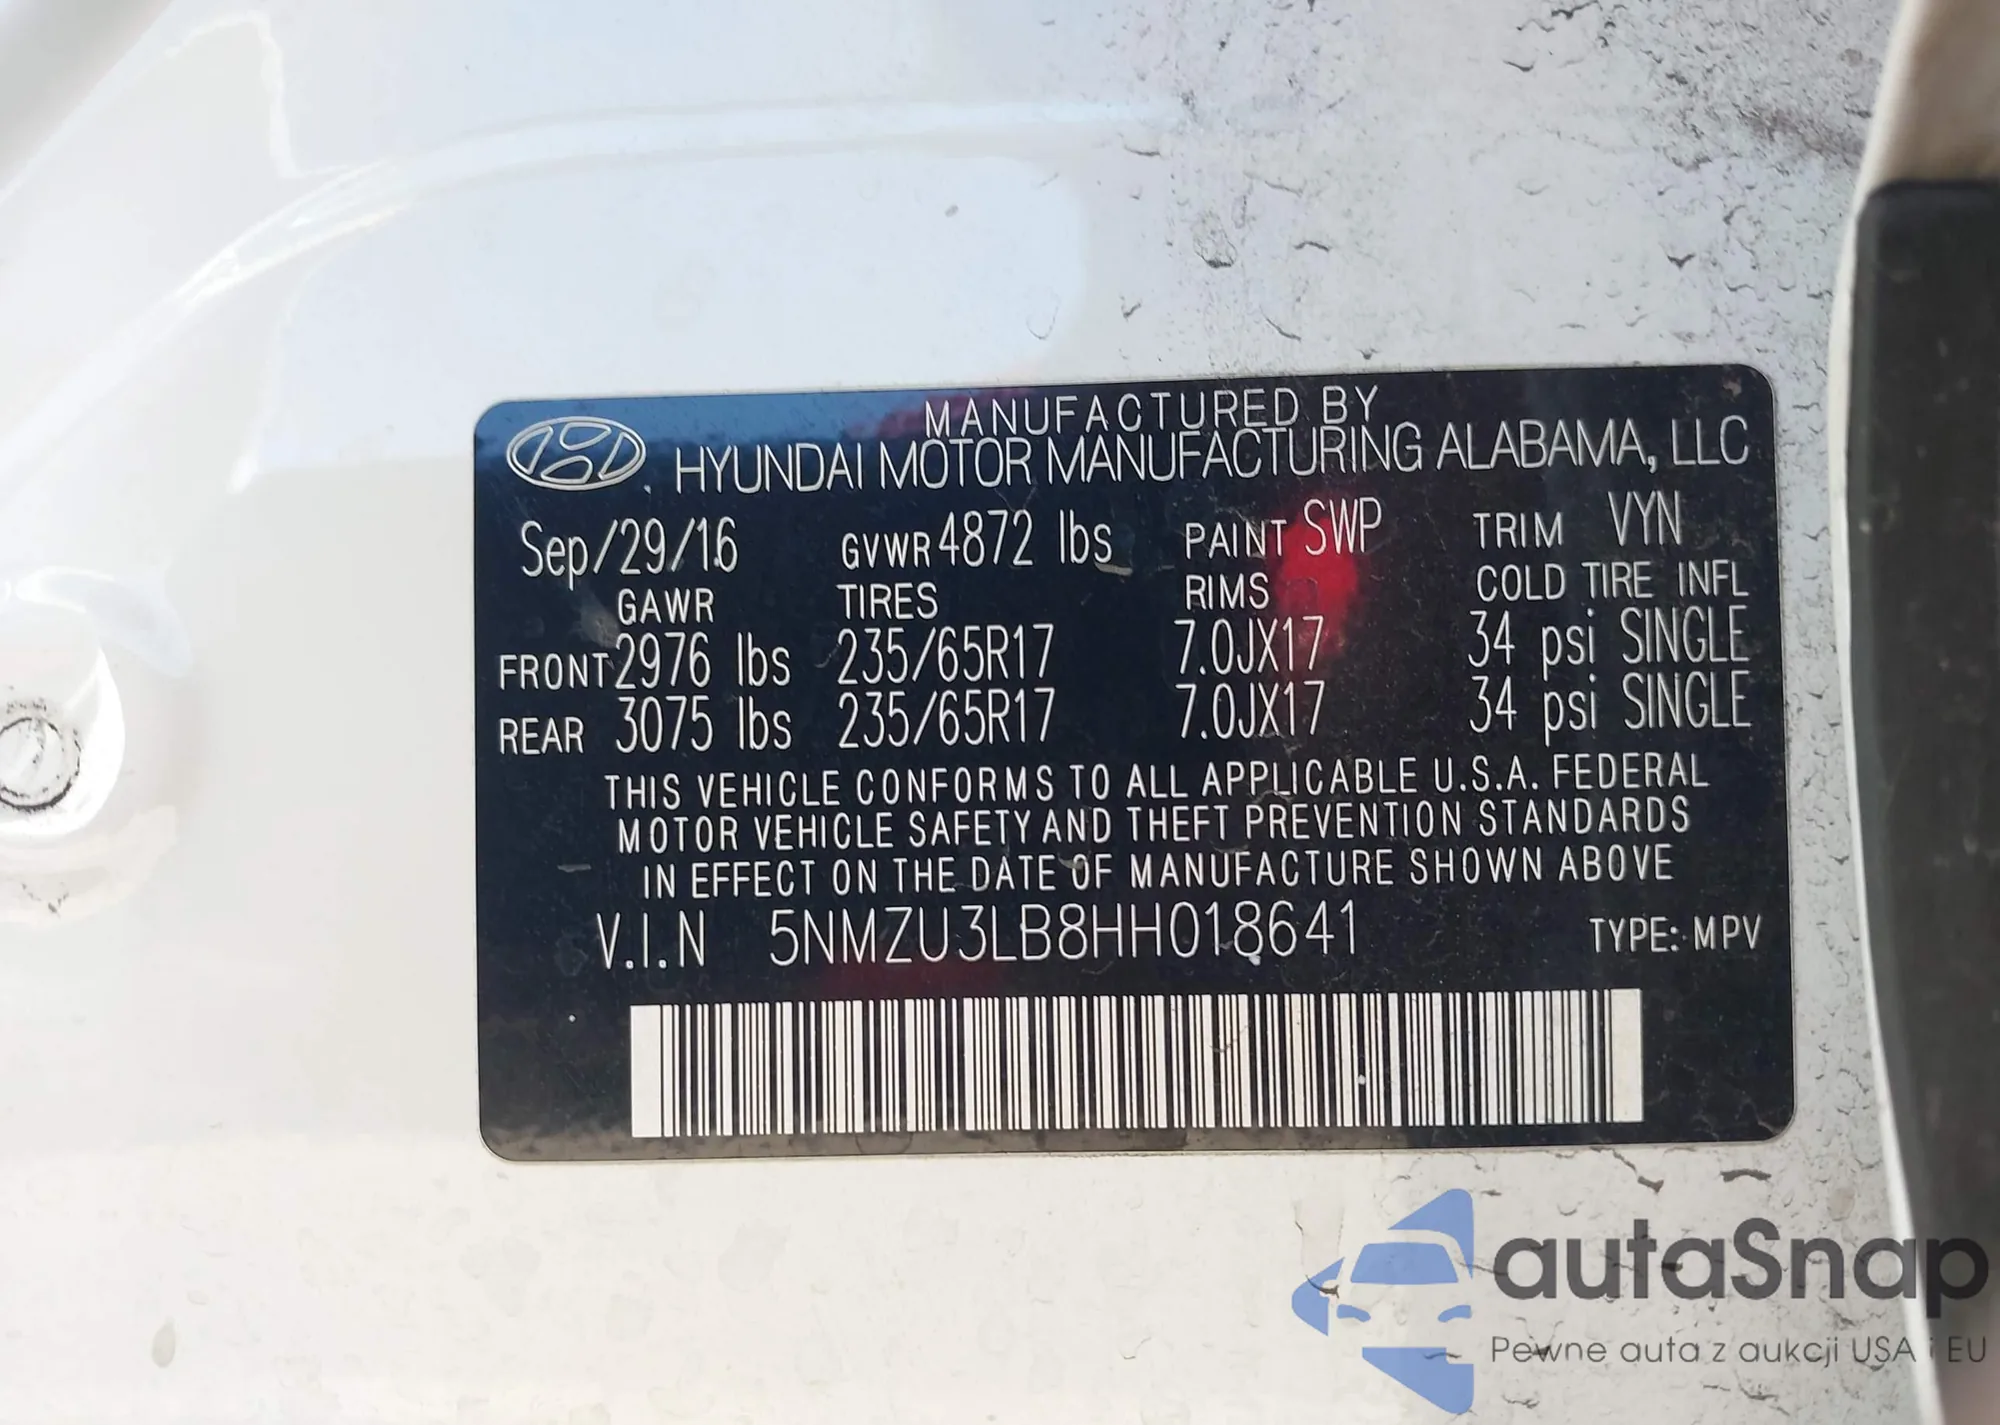 MANUFACTURED BY
HYUNDAI MOTOR MANUFACTURING ALABAMA, LLC
Sep/29/16 GVWR 4872 lbs PAINT SWP TRIM VYN
GAWR TIRES RIMS COLD TIRE INFL
FRONT 2976 lbs 235/65R17 7.0JX17 34 psi SINGLE
REAR 3075 lbs 235/65R17 7.0JX17 34 psi SINGLE
THIS VEHICLE CONFORMS TO ALL APPLICABLE U.S.A. FEDERAL
MOTOR VEHICLE SAFETY AND THEFT PREVENTION STANDARDS
IN EFFECT ON THE DATE OF MANUFACTURE SHOWN ABOVE
V.I.N 5NMZU3LB8HH018641 TYPE: MPV
autoSnap
Pewne auta z aukcji USA i EU